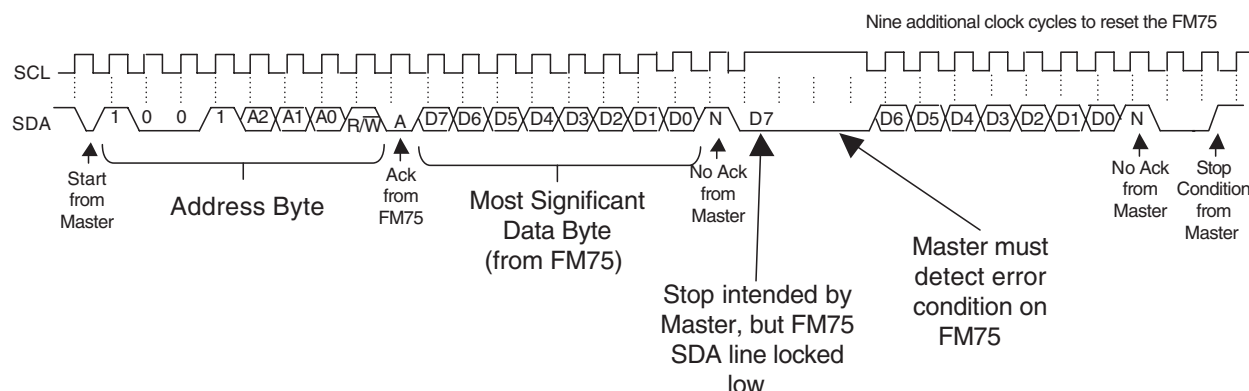 Nine additional clock cycles to reset the FM75
SCL
SDA
1 0 0 1 A2 A1 A0 R/W A D7 D6 D5 D4 D3 D2 D1 D0 N D7 D6 D5 D4 D3 D2 D1 D0 N
Start
from
Master
Address Byte
Ack
from
FM75
Most Significant
Data Byte
(from FM75)
No Ack
from
Master
Stop intended by
Master, but FM75
SDA line locked
low
Master must
detect error
condition on
FM75
No Ack
from
Master
Stop
Condition
from
Master